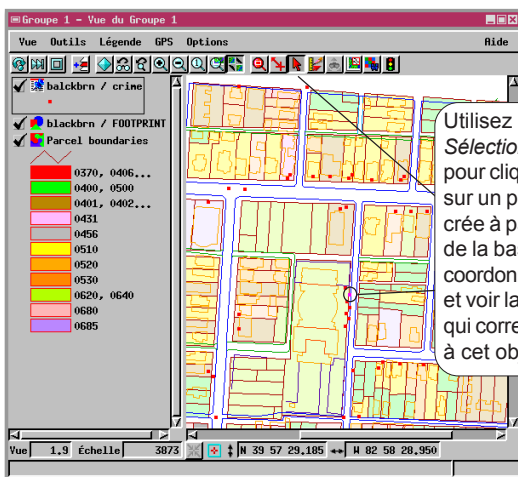 Groupe 1 - Vue du Groupe 1
Vue Outils Légende GPS Options Aide
balckbrn / crime
blackbrn / FOOTPRINT
Parcel boundaries
0370, 0406...
0400, 0500
0401, 0402...
0431
0456
0510
0520
0530
0620, 0640
0680
0685
Utilisez
Sélection
pour cliq
sur un p
crée à p
de la ba
coordon
et voir la
qui corre
à cet ob
Vue 1.9 Échelle 3873 N 39 57 29.185 W 82 58 28.950